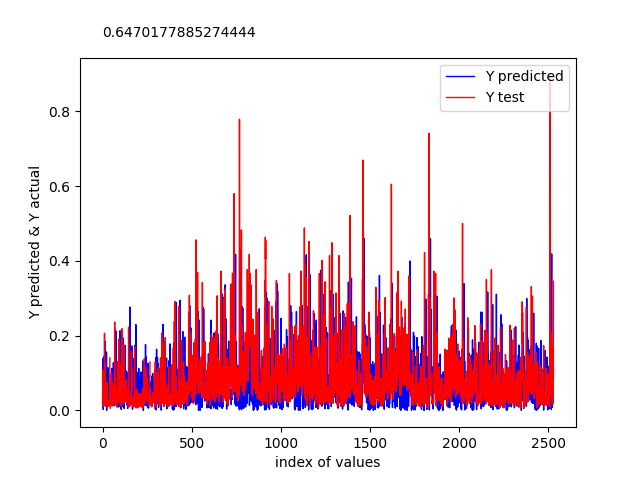 0.6470177885274444
Y predicted
Y test
0.8
0.6
0.4
0.2
0.0
Y predicted & Y actual
0 500 1000 1500 2000 2500
index of values